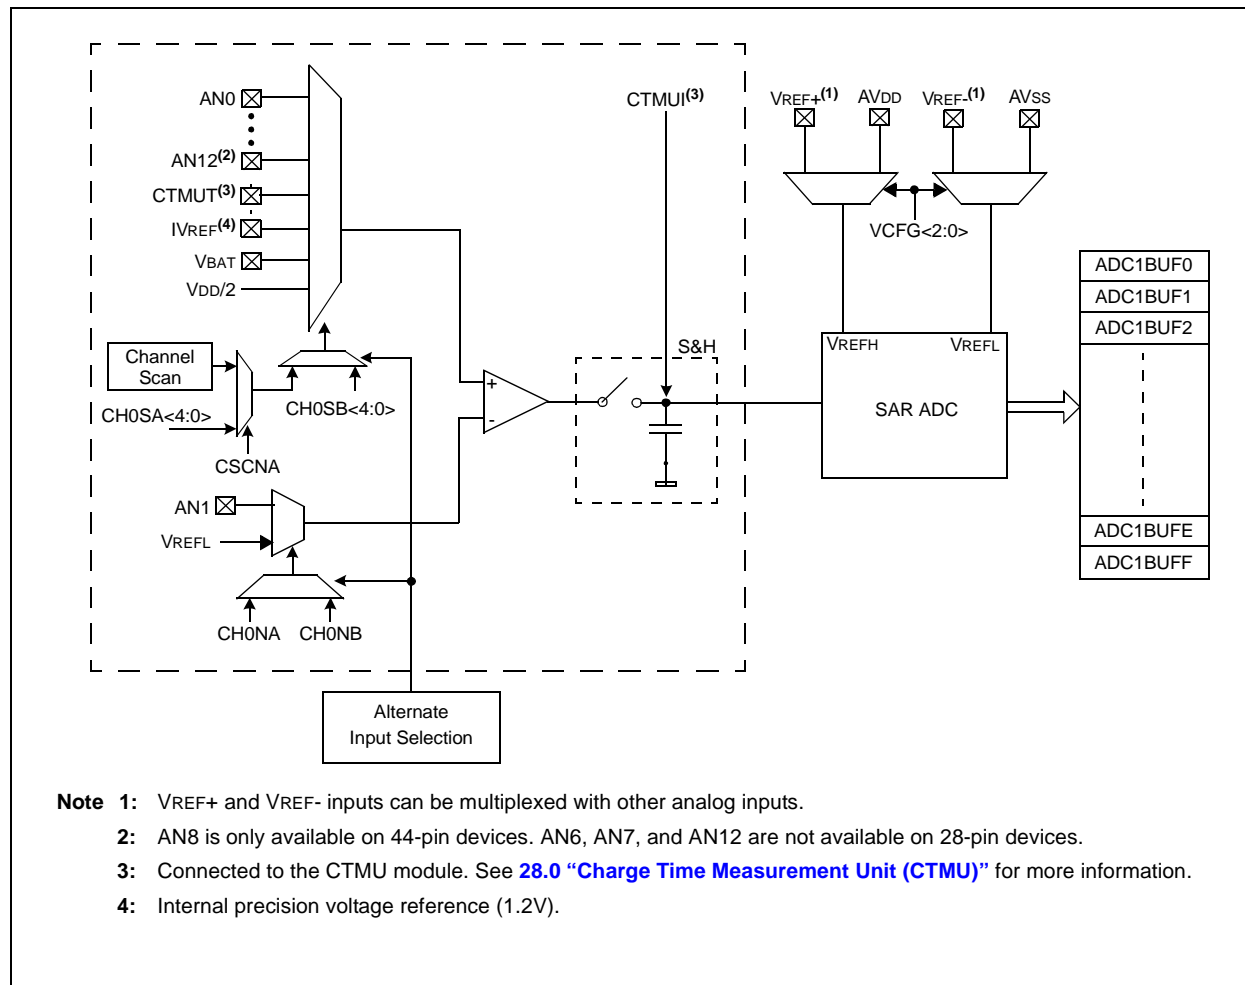 AN0
AN12(2)
CTMUT(3)
IVREF(4)
VBAT
VDD/2
CTMUI(3)
VREF+(1)
AVDD
VREF-(1)
AVSS
VCFG<2:0>
Channel
Scan
CH0SA<4:0>
CH0SB<4:0>
CSCNA
+
-
S&H
VREFH
VREFL
SAR ADC
ADC1BUF0
ADC1BUF1
ADC1BUF2
ADC1BUFE
ADC1BUFF
AN1
VREFL
CH0NA
CH0NB
Alternate
Input Selection
Note 1: VREF+ and VREF- inputs can be multiplexed with other analog inputs.
2: AN8 is only available on 44-pin devices. AN6, AN7, and AN12 are not available on 28-pin devices.
3: Connected to the CTMU module. See 28.0 “Charge Time Measurement Unit (CTMU)” for more information.
4: Internal precision voltage reference (1.2V).